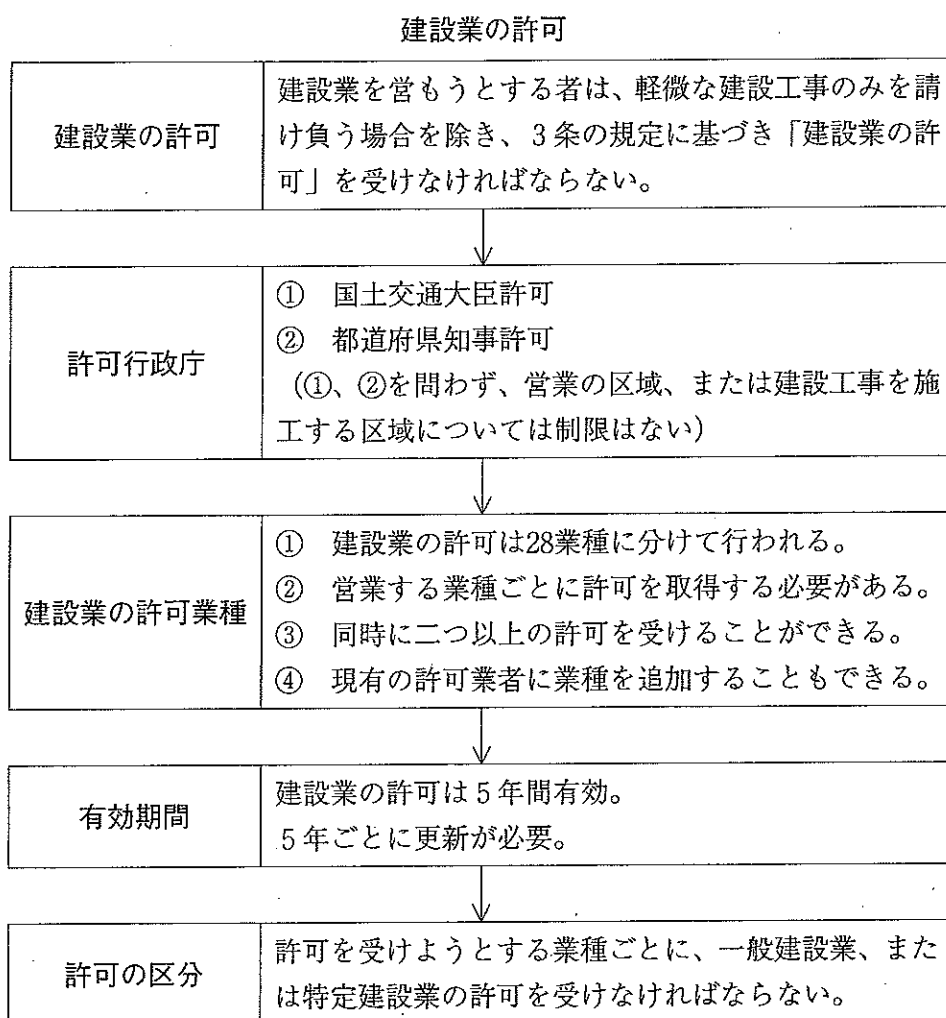 建設業の許可
建設業の許可
建設業を営もうとする者は、軽微な建設工事のみを請
け負う場合を除き、3条の規定に基づき「建設業の許
可」を受けなければならない。
許可行政庁
① 国土交通大臣許可
② 都道府県知事許可
(①、②を問わず、営業の区域、または建設工事を施
工する区域については制限はない)
建設業の許可業種
① 建設業の許可は28業種に分けて行われる。
② 営業する業種ごとに許可を取得する必要がある。
③ 同時に二つ以上の許可を受けることができる。
④ 現有の許可業者に業種を追加することもできる。
有効期間
建設業の許可は5年間有効。
5年ごとに更新が必要。
許可の区分
許可を受けようとする業種ごとに、一般建設業、また
は特定建設業の許可を受けなければならない。